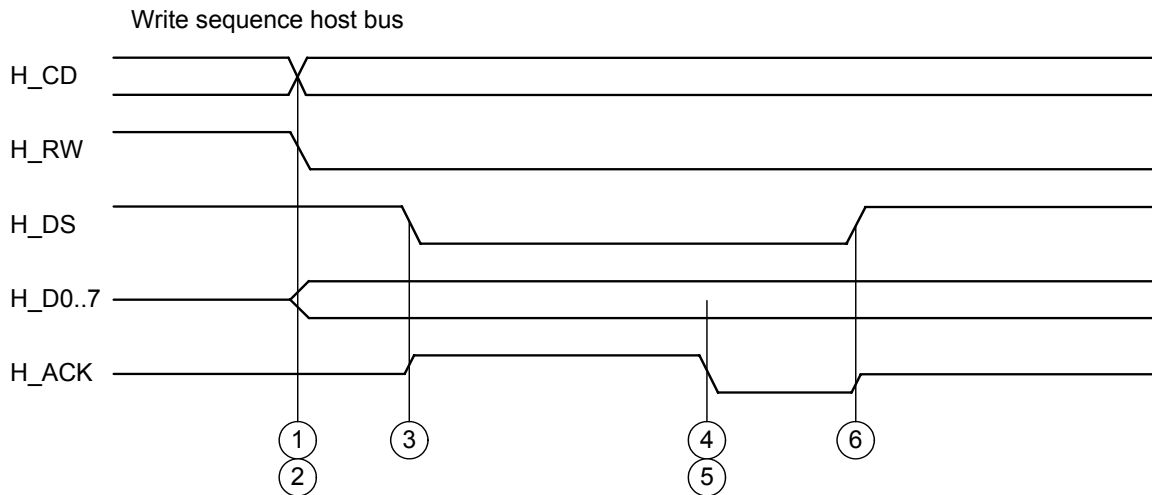 Write sequence host bus
H_CD
H_RW
H_DS
H_D0..7
H_ACK
1 3 4 6
2 5